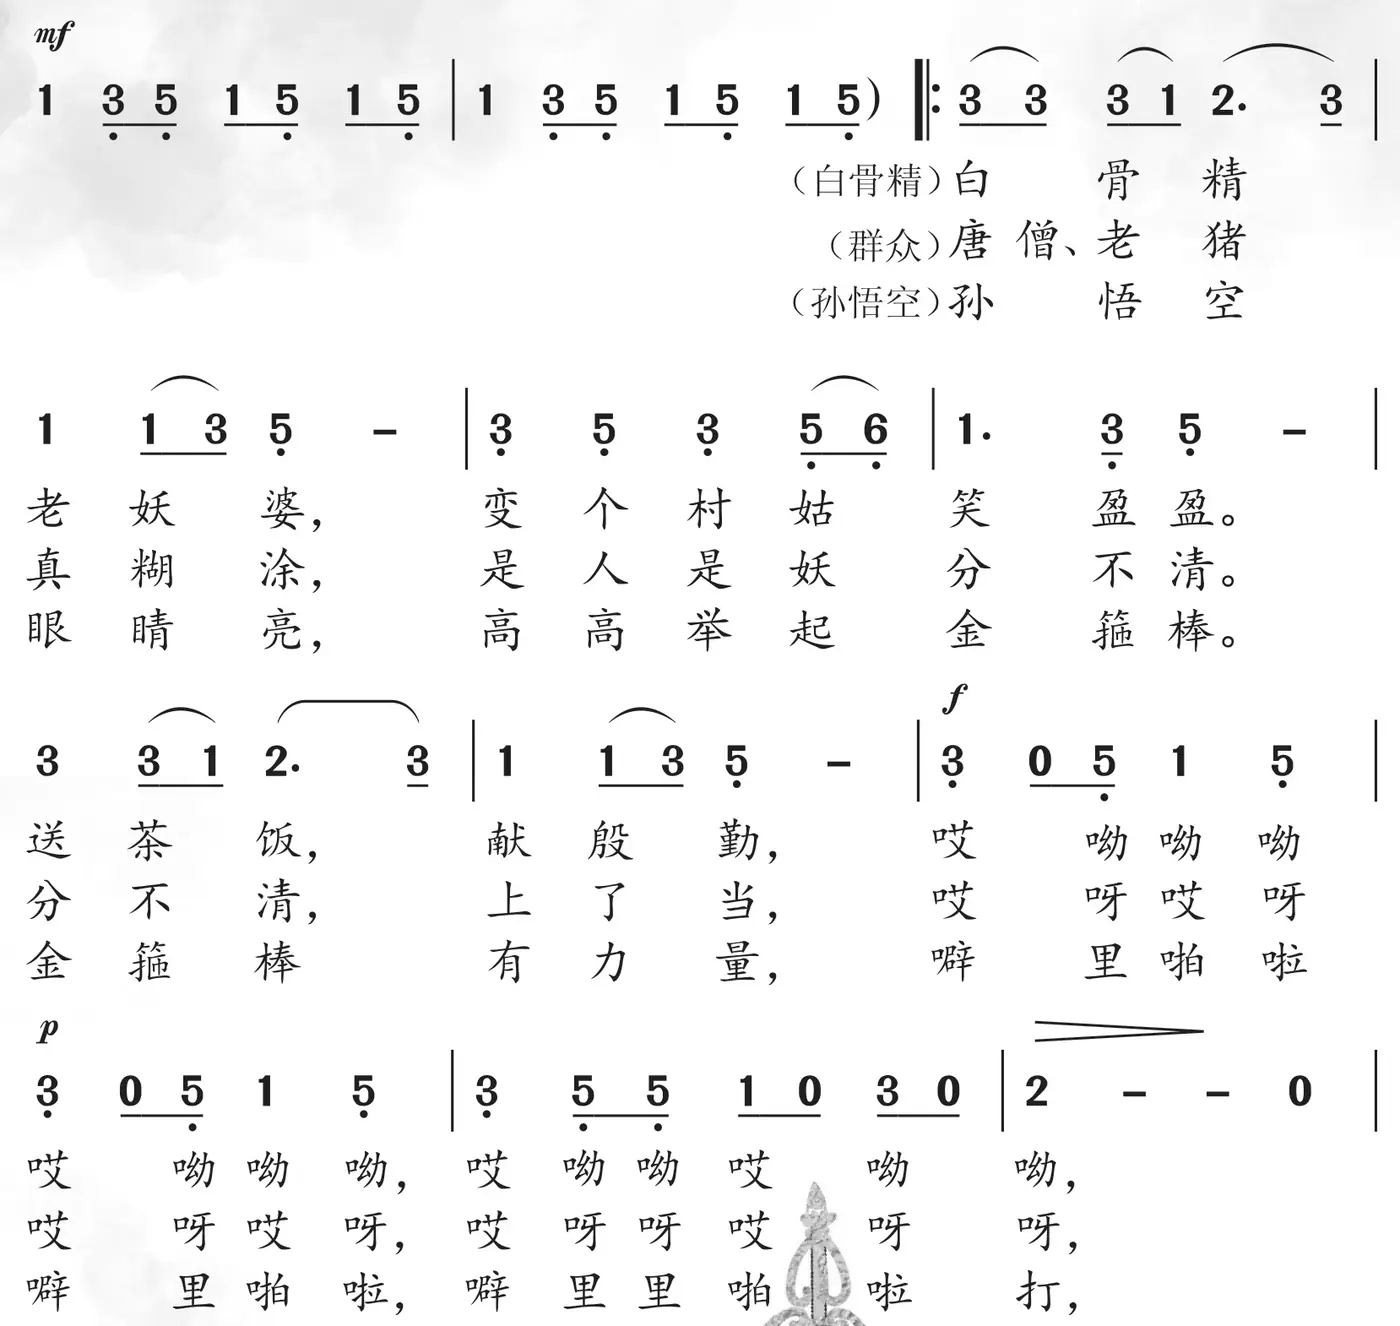 mf
1 3 5 1 5 1 5 | 1 3 5 1 5 1 5 ) ‖: 3 3 3 1 2. 3 |
（白骨精）白 骨 精
（群众）唐 僧、老 猪
（孙悟空）孙 悟 空
1 1 3 5 – | 3 5 3 5 6 | 1. 3 5 – |
老 妖 婆， 变 个 村 姑 笑 盈 盈。
真 糊 涂， 是 人 是 妖 分 不 清。
眼 睛 亮， 高 高 举 起 金 箍 棒。
f
3 3 1 2. 3 | 1 1 3 5 – | 3 0 5 1 5 |
送 茶 饭， 献 殷 勤， 哎 呦 呦 呦
分 不 清， 上 了 当， 哎 呀 哎 呀
金 箍 棒 有 力 量， 噼 里 啪 啦
p
3 0 5 1 5 | 3 5 5 1 0 3 0 | 2 – – 0 |
哎 呦 呦 呦， 哎 呦 呦 哎 呦 呦，
哎 呀 哎 呀， 哎 呀 呀 哎 呀 呀，
噼 里 啪 啦， 噼 里 里 啪 啦 打，